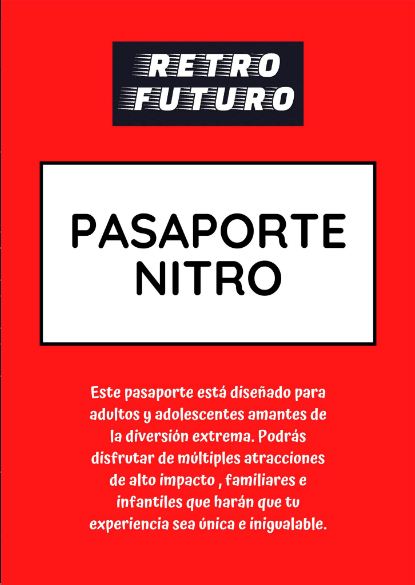 RETRO
FUTURO
PASAPORTE
NITRO
Este pasaporte está diseñado para
adultos y adolescentes amantes de
la diversión extrema. Podrás
disfrutar de múltiples atracciones
de alto impacto , familiares e
infantiles que harán que tu
experiencia sea única e inigualable.